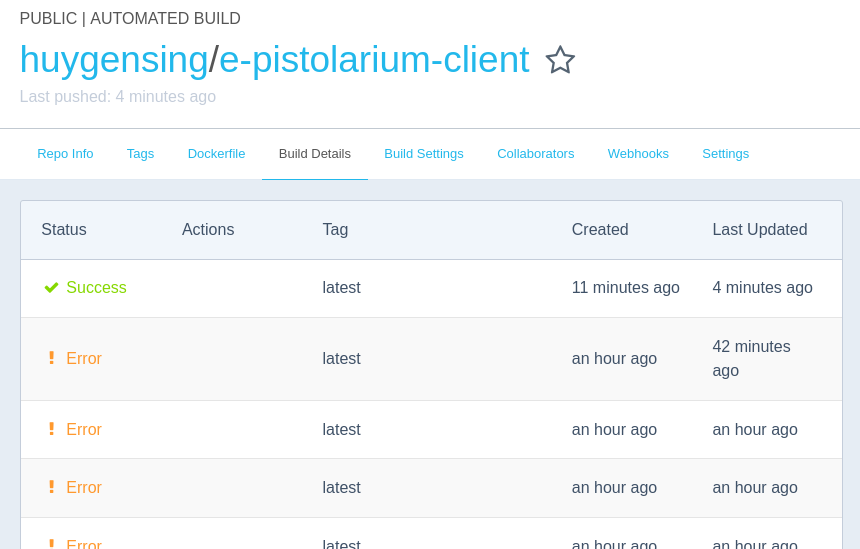 PUBLIC | AUTOMATED BUILD
huygensing/e-pistolarium-client
Last pushed: 4 minutes ago
Repo Info Tags Dockerfile Build Details Build Settings Collaborators Webhooks Settings
Status Actions Tag Created Last Updated
Success latest 11 minutes ago 4 minutes ago
Error latest an hour ago 42 minutes
ago
Error latest an hour ago an hour ago
Error latest an hour ago an hour ago
Error latest an hour ago an hour ago